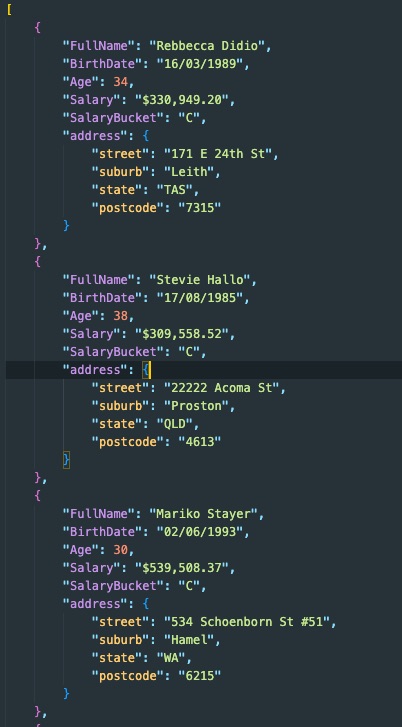 [
{
"FullName": "Rebbecca Didio",
"BirthDate": "16/03/1989",
"Age": 34,
"Salary": "$330,949.20",
"SalaryBucket": "C",
"address": {
"street": "171 E 24th St",
"suburb": "Leith",
"state": "TAS",
"postcode": "7315"
}
},
{
"FullName": "Stevie Hallo",
"BirthDate": "17/08/1985",
"Age": 38,
"Salary": "$309,558.52",
"SalaryBucket": "C",
"address": {
"street": "22222 Acoma St",
"suburb": "Proston",
"state": "QLD",
"postcode": "4613"
}
},
{
"FullName": "Mariko Stayer",
"BirthDate": "02/06/1993",
"Age": 30,
"Salary": "$539,508.37",
"SalaryBucket": "C",
"address": {
"street": "534 Schoenborn St #51",
"suburb": "Hamel",
"state": "WA",
"postcode": "6215"
}
},
{